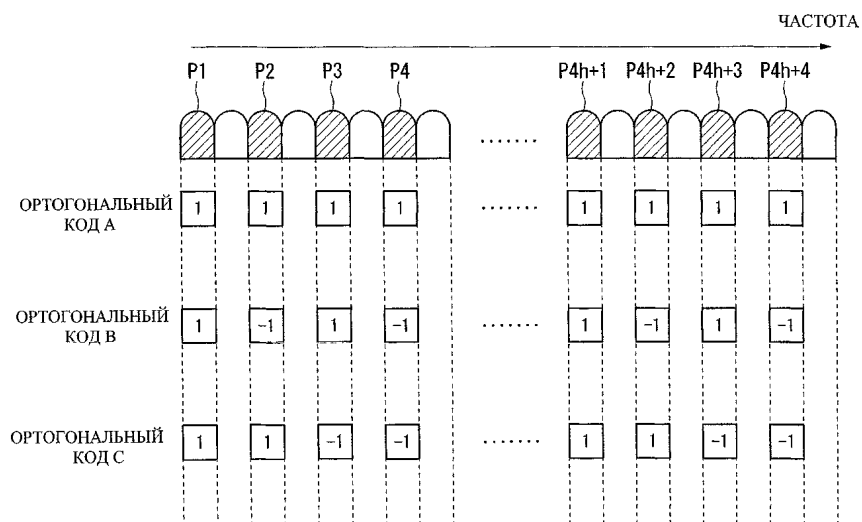 ЧАСТОТА
P1 P2 P3 P4 P4h+1 P4h+2 P4h+3 P4h+4
.......
ОРТОГОНАЛЬНЫЙ
КОД A
1 1 1 1 ....... 1 1 1 1
ОРТОГОНАЛЬНЫЙ
КОД B
1 -1 1 -1 ....... 1 -1 1 -1
ОРТОГОНАЛЬНЫЙ
КОД C
1 1 -1 -1 ....... 1 1 -1 -1